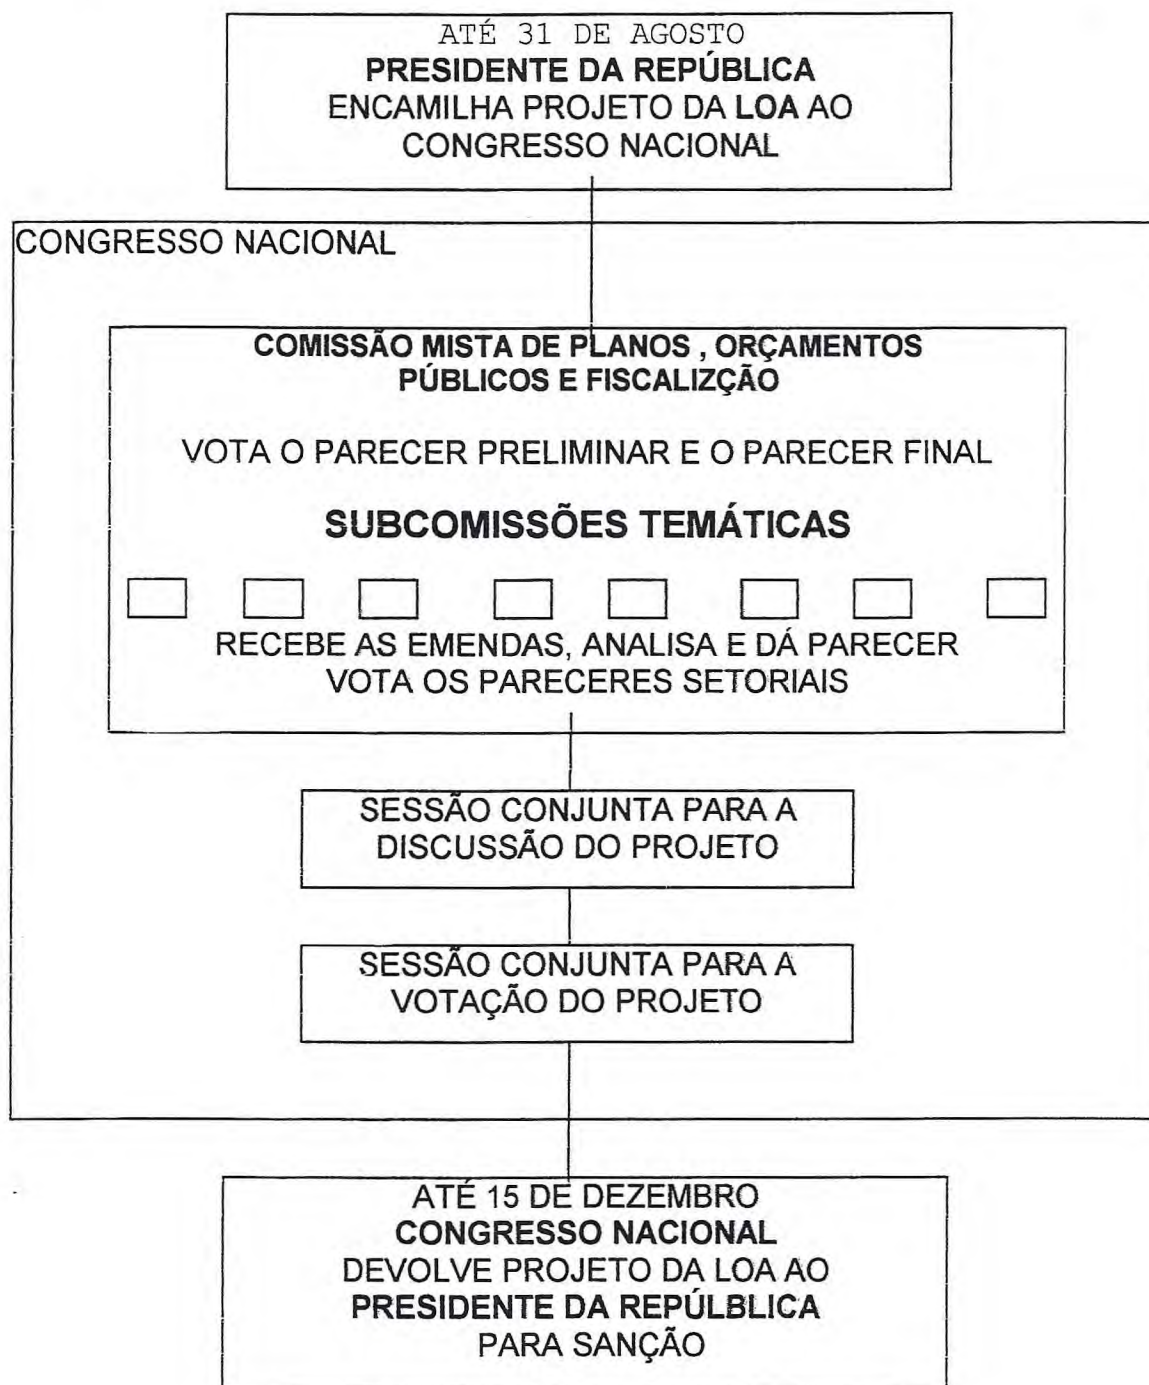 ATÉ 31 DE AGOSTO
PRESIDENTE DA REPÚBLICA
ENCAMILHA PROJETO DA LOA AO
CONGRESSO NACIONAL
CONGRESSO NACIONAL
COMISSÃO MISTA DE PLANOS , ORÇAMENTOS
PÚBLICOS E FISCALIZÇÃO
VOTA O PARECER PRELIMINAR E O PARECER FINAL
SUBCOMISSÕES TEMÁTICAS
RECEBE AS EMENDAS, ANALISA E DÁ PARECER
VOTA OS PARECERES SETORIAIS
SESSÃO CONJUNTA PARA A
DISCUSSÃO DO PROJETO
SESSÃO CONJUNTA PARA A
VOTAÇÃO DO PROJETO
ATÉ 15 DE DEZEMBRO
CONGRESSO NACIONAL
DEVOLVE PROJETO DA LOA AO
PRESIDENTE DA REPÚLBLICA
PARA SANÇÃO